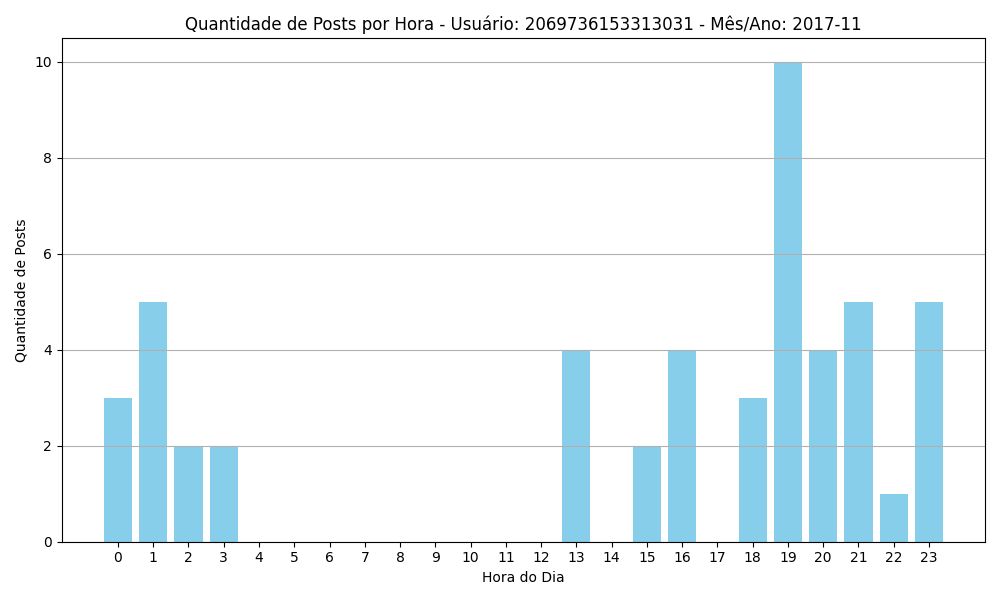 Quantidade de Posts por Hora - Usuário: 2069736153313031 - Mês/Ano: 2017-11
Quantidade de Posts
10
8
6
4
2
0
0 1 2 3 4 5 6 7 8 9 10 11 12 13 14 15 16 17 18 19 20 21 22 23
Hora do Dia